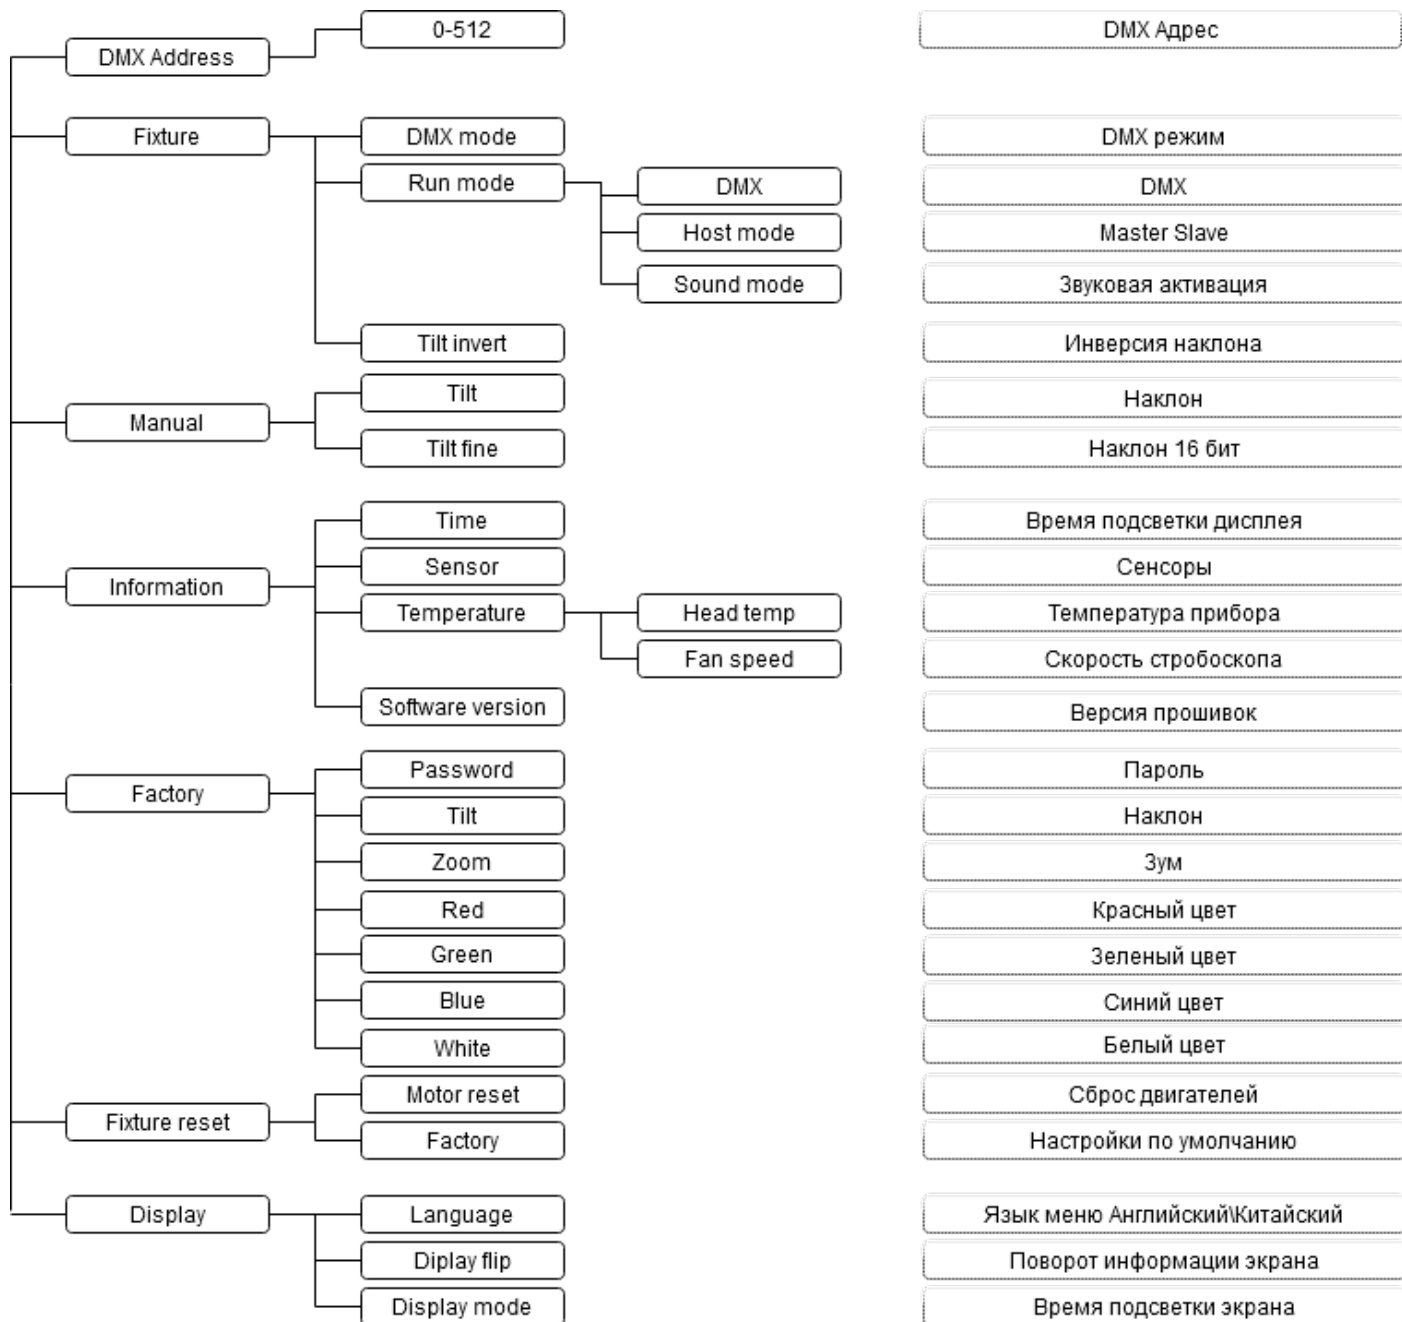 0-512
DMX Адрес
DMX Address
Fixture
DMX mode
DMX режим
Run mode
DMX
DMX
Host mode
Master Slave
Sound mode
Звуковая активация
Tilt invert
Инверсия наклона
Manual
Tilt
Наклон
Tilt fine
Наклон 16 бит
Time
Время подсветки дисплея
Information
Sensor
Сенсоры
Temperature
Head temp
Температура прибора
Fan speed
Скорость стробоскопа
Software version
Версия прошивок
Factory
Password
Пароль
Tilt
Наклон
Zoom
Зум
Red
Красный цвет
Green
Зеленый цвет
Blue
Синий цвет
White
Белый цвет
Fixture reset
Motor reset
Сброс двигателей
Factory
Настройки по умолчанию
Display
Language
Язык меню Английский\Китайский
Diplay flip
Поворот информации экрана
Display mode
Время подсветки экрана